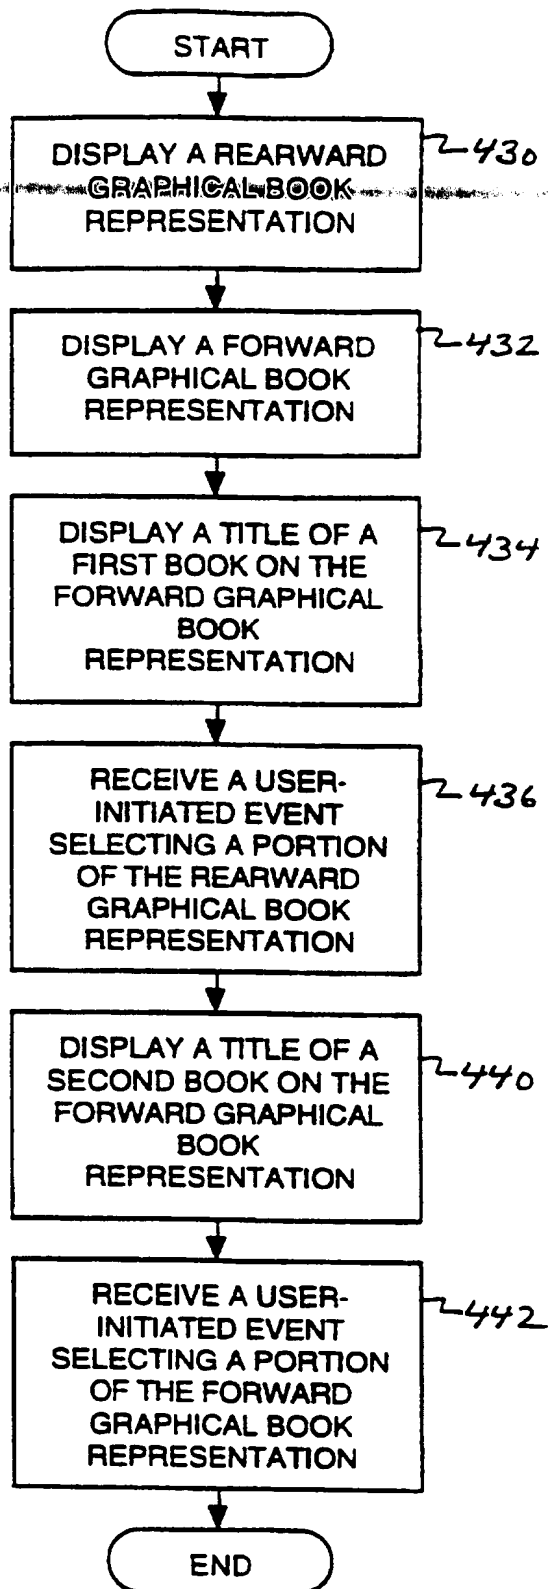 START
DISPLAY A REARWARD
GRAPHICAL BOOK
REPRESENTATION
430
DISPLAY A FORWARD
GRAPHICAL BOOK
REPRESENTATION
432
DISPLAY A TITLE OF A
FIRST BOOK ON THE
FORWARD GRAPHICAL
BOOK
REPRESENTATION
434
RECEIVE A USER-
INITIATED EVENT
SELECTING A PORTION
OF THE REARWARD
GRAPHICAL BOOK
REPRESENTATION
436
DISPLAY A TITLE OF A
SECOND BOOK ON THE
FORWARD GRAPHICAL
BOOK
REPRESENTATION
440
RECEIVE A USER-
INITIATED EVENT
SELECTING A PORTION
OF THE FORWARD
GRAPHICAL BOOK
REPRESENTATION
442
END